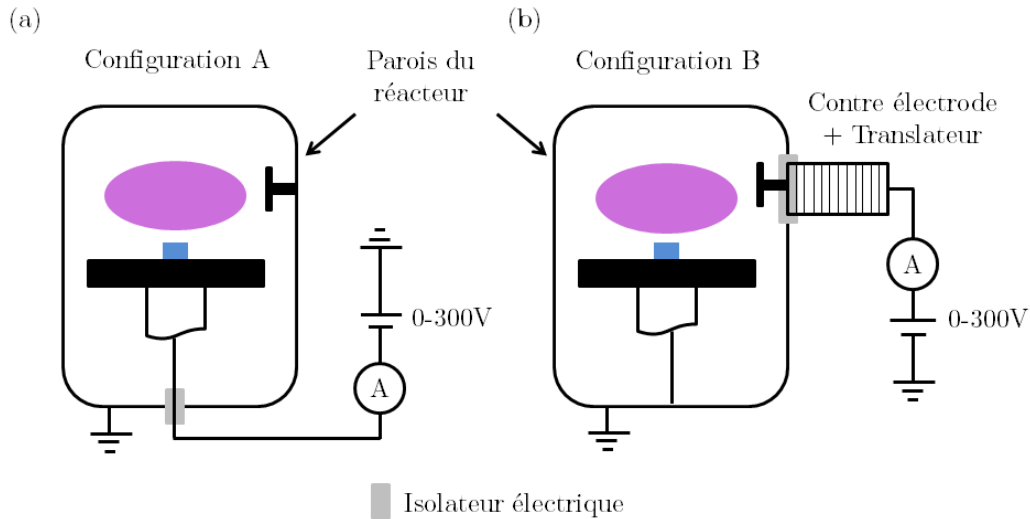 (a)
Configuration A
Parois du
réacteur
0-300V
A
(b)
Configuration B
Contre électrode
+ Translateur
A
0-300V
Isolateur électrique